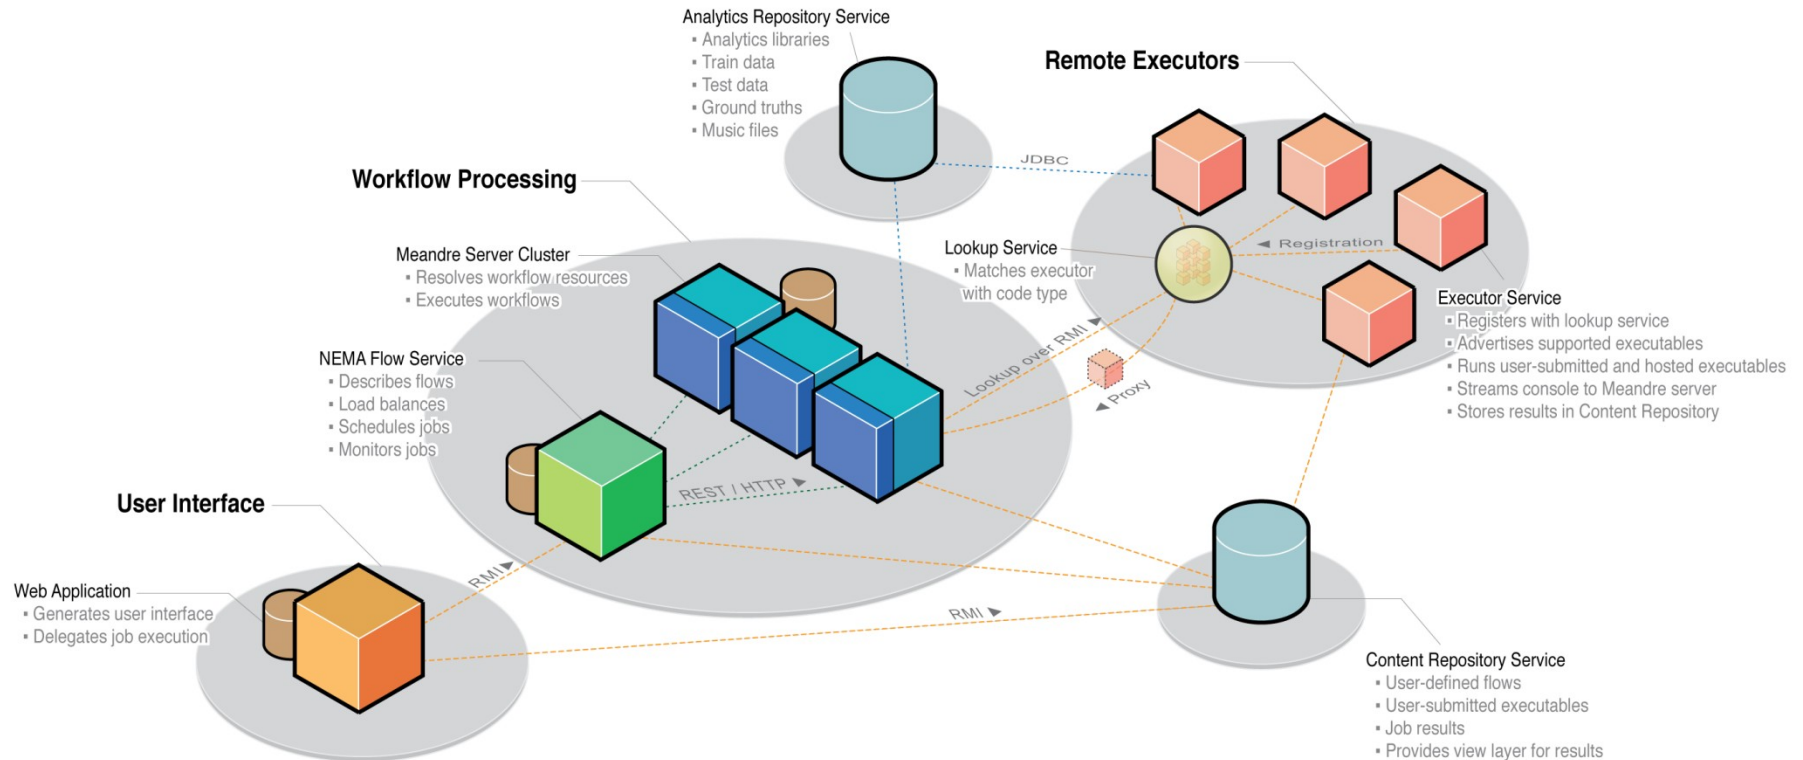 Analytics Repository Service
▪ Analytics libraries
▪ Train data
▪ Test data
▪ Ground truths
▪ Music files
Remote Executors
JDBC
Workflow Processing
Meandre Server Cluster
▪ Resolves workflow resources
▪ Executes workflows
Lookup Service
▪ Matches executor
with code type
◀ Registration
Executor Service
▪ Registers with lookup service
▪ Advertises supported executables
▪ Runs user-submitted and hosted executables
▪ Streams console to Meandre server
▪ Stores results in Content Repository
NEMA Flow Service
▪ Describes flows
▪ Load balances
▪ Schedules jobs
▪ Monitors jobs
Lookup over RMI ▶
◀ Proxy
REST / HTTP ▶
User Interface
RMI ▶
Web Application
▪ Generates user interface
▪ Delegates job execution
RMI ▶
Content Repository Service
▪ User-defined flows
▪ User-submitted executables
▪ Job results
▪ Provides view layer for results